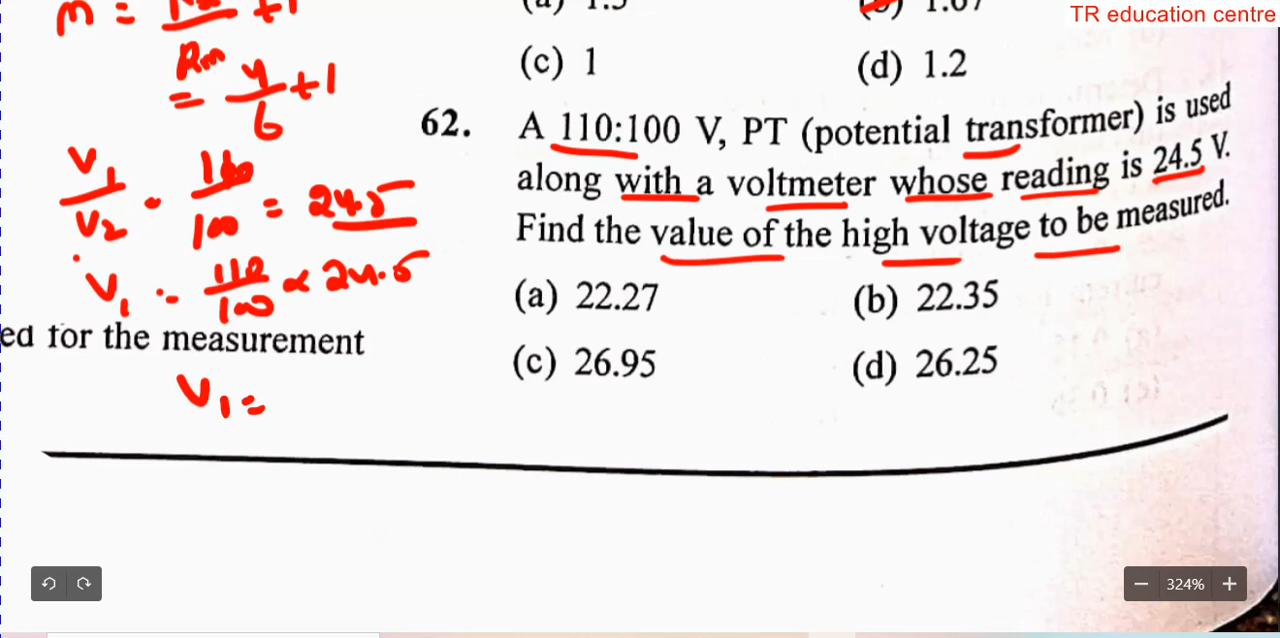 TR education centre
m = +1
Rm
(c) 1 (d) 1.2
= 4/6 + 1
62. A 110:100 V, PT (potential transformer) is used
along with a voltmeter whose reading is 24.5 V.
Find the value of the high voltage to be measured.
V1/V2 = 110/100 = 24.5
V1 = 110/100 × 24.5
(a) 22.27 (b) 22.35
ed for the measurement
(c) 26.95 (d) 26.25
V1 =
324%